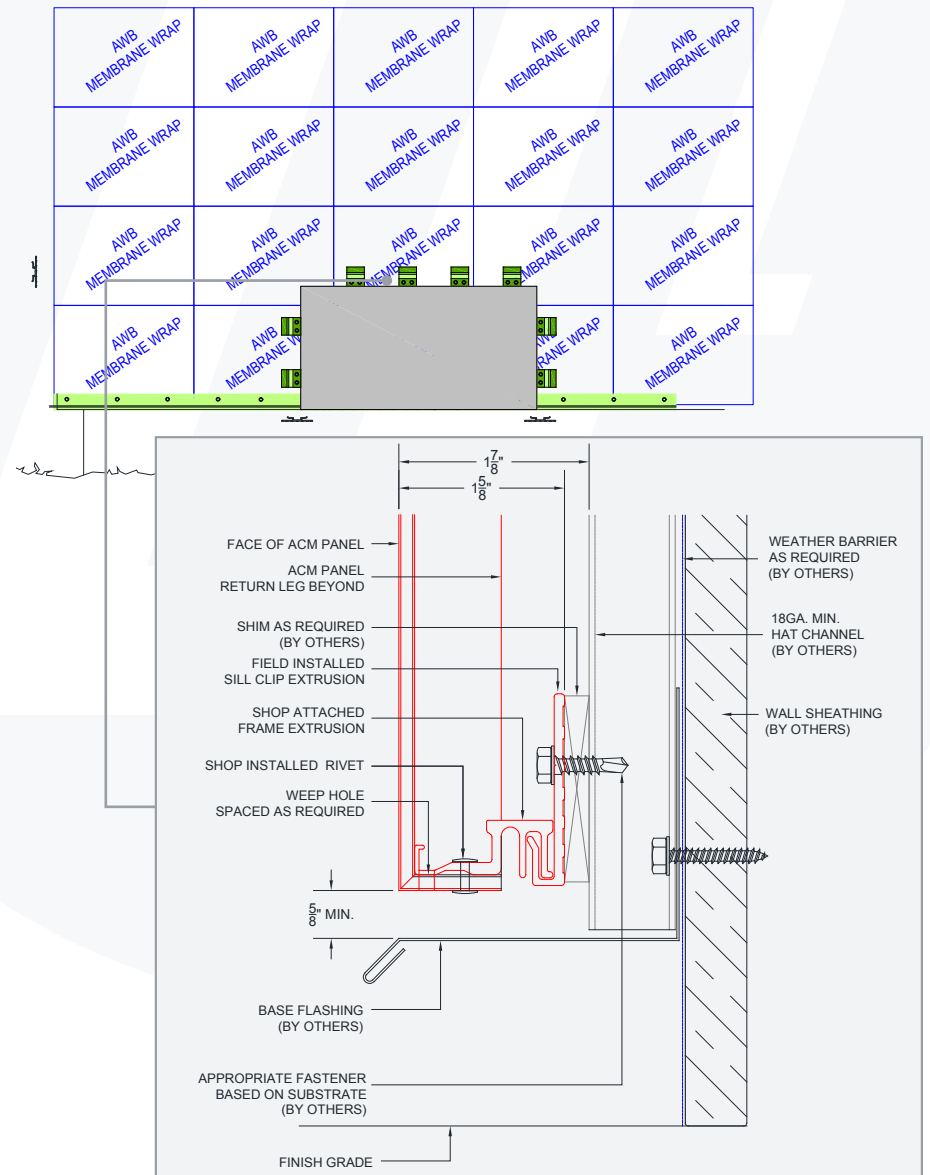 AWB
MEMBRANE WRAP
AWB
MEMBRANE WRAP
AWB
MEMBRANE WRAP
AWB
MEMBRANE WRAP
AWB
MEMBRANE WRAP
AWB
MEMBRANE WRAP
AWB
MEMBRANE WRAP
AWB
MEMBRANE WRAP
AWB
MEMBRANE WRAP
AWB
MEMBRANE WRAP
AWB
MEMBRANE WRAP
AWB
MEMBRANE WRAP
AWB
MEMBRANE WRAP
AWB
MEMBRANE WRAP
AWB
MEMBRANE WRAP
AWB
MEMBRANE WRAP
AWB
MEMBRANE
AWB
WRAP
AWB
MEMBRANE WRAP
1 7/8"
1 5/8"
FACE OF ACM PANEL
ACM PANEL
RETURN LEG BEYOND
SHIM AS REQUIRED
(BY OTHERS)
FIELD INSTALLED
SILL CLIP EXTRUSION
SHOP ATTACHED
FRAME EXTRUSION
SHOP INSTALLED RIVET
WEEP HOLE
SPACED AS REQUIRED
5/8" MIN.
BASE FLASHING
(BY OTHERS)
APPROPRIATE FASTENER
BASED ON SUBSTRATE
(BY OTHERS)
FINISH GRADE
WEATHER BARRIER
AS REQUIRED
(BY OTHERS)
18GA. MIN.
HAT CHANNEL
(BY OTHERS)
WALL SHEATHING
(BY OTHERS)